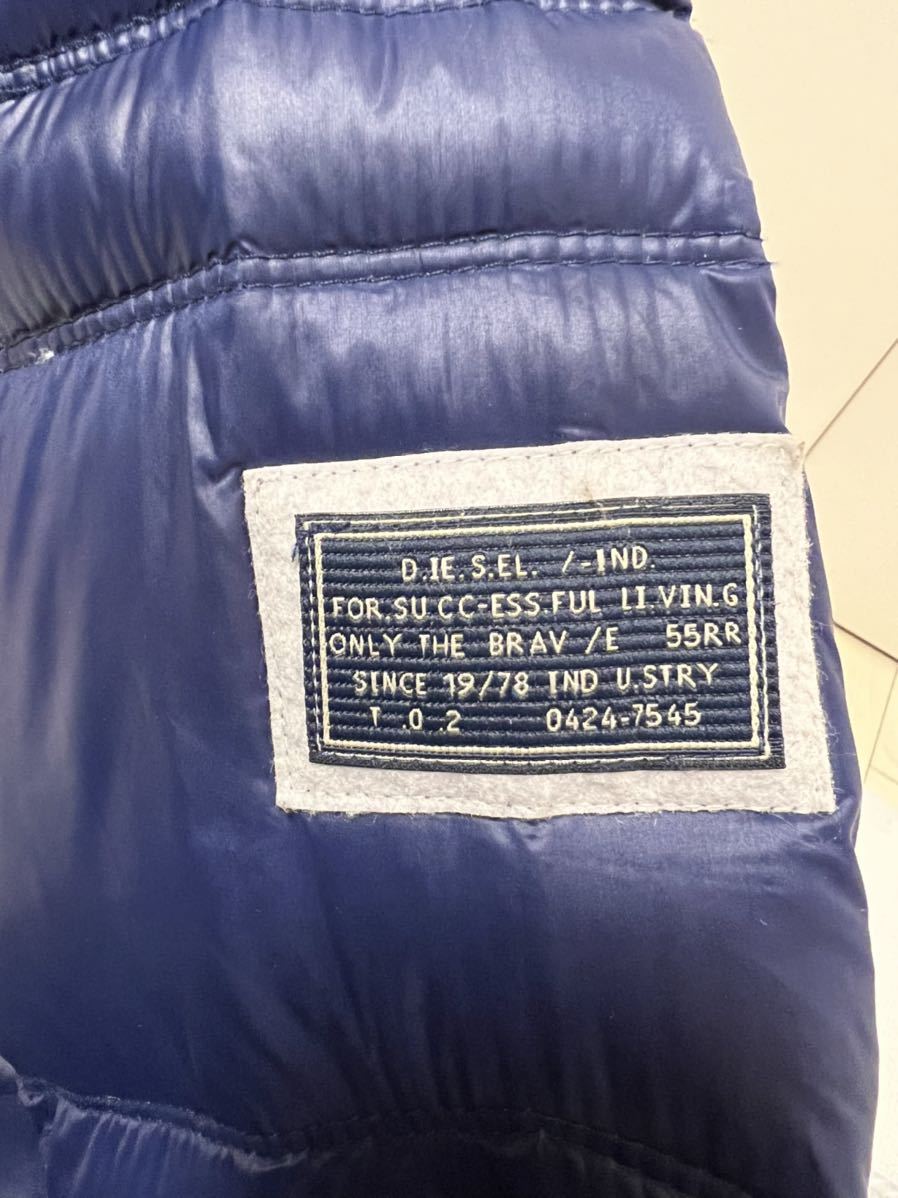 D.IE.S.EL. /-IND.
FOR.SU.CC-ESS.FUL LI.VIN.G
ONLY THE BRAV /E 55RR
SINCE 19/78 IND U.STRY
T .0 .2 0424-7545